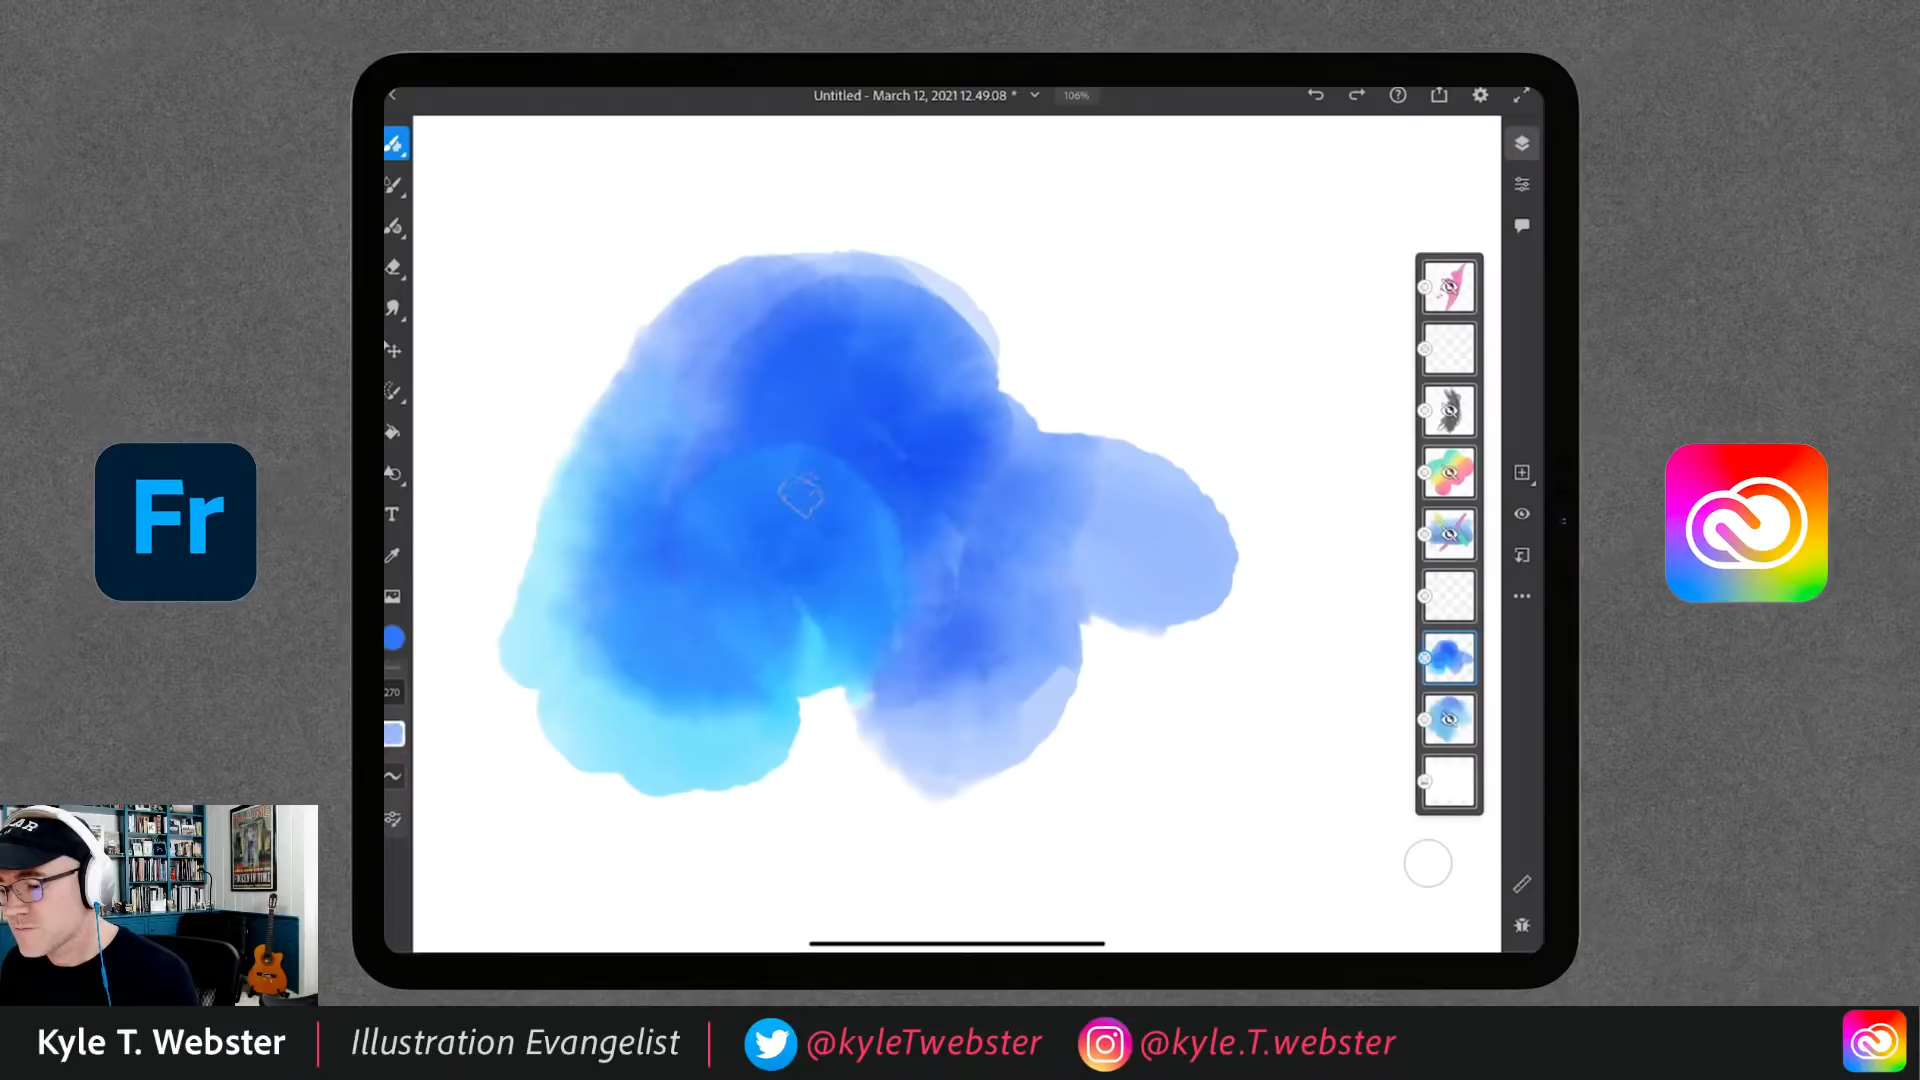 Untitled - March 12, 2021 12.49.08 *
106%
T
270
Fr
Kyle T. Webster
Illustration Evangelist
@kyleTwebster
@kyle.T.webster